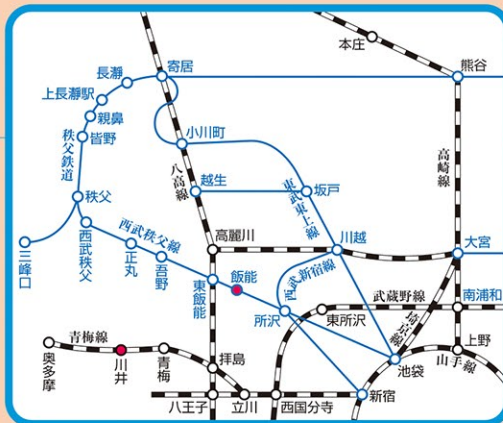 本庄
熊谷
長瀞
寄居
上長瀞駅
親鼻
皆野
秩父鉄道
小川町
高崎線
八高線
越生
東武東上線
坂戸
秩父
西武秩父線
高麗川
川越
大宮
三峰口
西武秩父
正丸
吾野
東飯能
飯能
西武新宿線
武蔵野線
南浦和
所沢
東所沢
埼京線
青梅線
上野
山手線
奥多摩
川井
青梅
拝島
池袋
八王子
立川
西国分寺
新宿